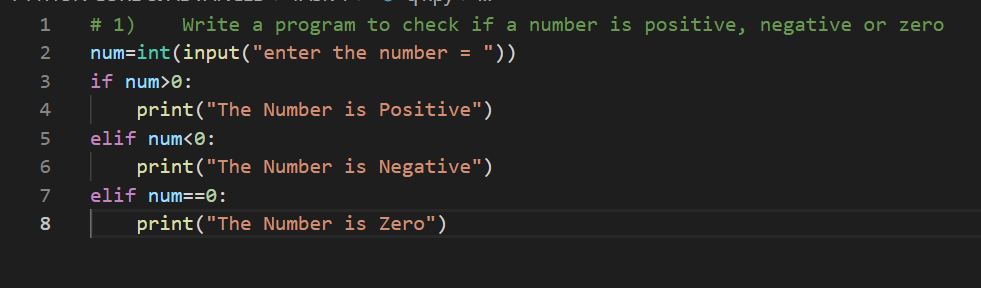 1 # 1) Write a program to check if a number is positive, negative or zero
2 num=int(input("enter the number = "))
3 if num>0:
4 print("The Number is Positive")
5 elif num<0:
6 print("The Number is Negative")
7 elif num==0:
8 print("The Number is Zero")